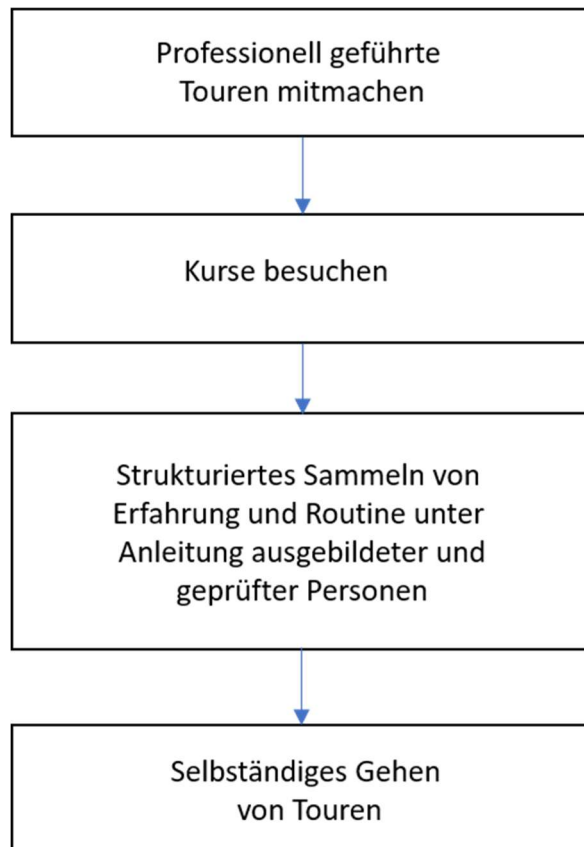 Professionell geführte
Touren mitmachen
Kurse besuchen
Strukturiertes Sammeln von
Erfahrung und Routine unter
Anleitung ausgebildeter und
geprüfter Personen
Selbständiges Gehen
von Touren